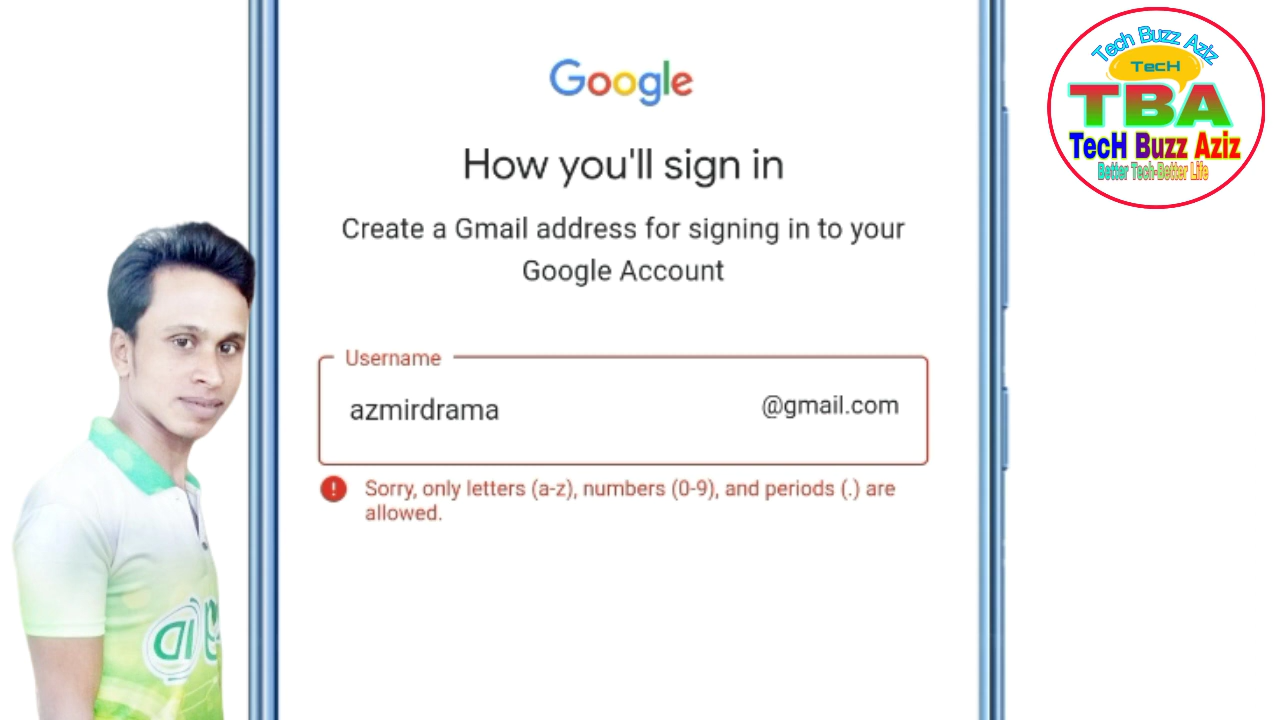 Google
How you'll sign in
Create a Gmail address for signing in to your
Google Account
Username
azmirdrama
@gmail.com
Sorry, only letters (a-z), numbers (0-9), and periods (.) are
allowed.
Tech Buzz Aziz
TecH
TBA
TecH Buzz Aziz
Better Tech-Better Life